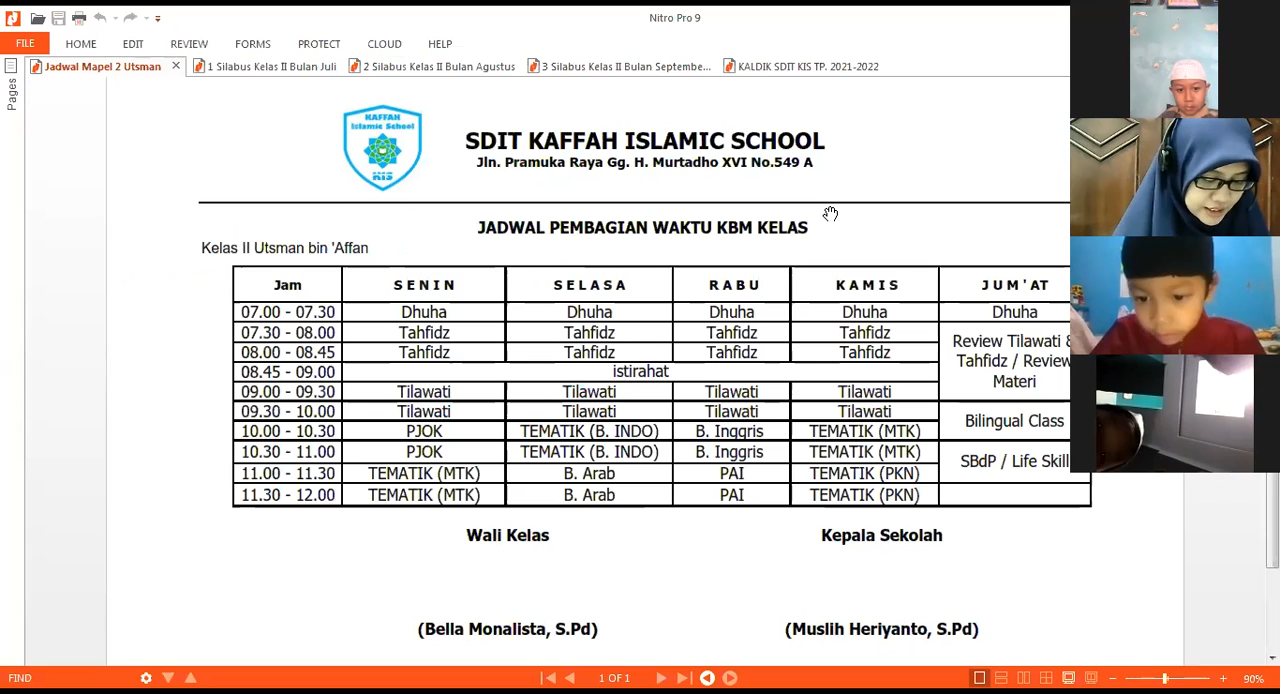 Nitro Pro 9
FILE HOME EDIT REVIEW FORMS PROTECT CLOUD HELP
Jadwal Mapel 2 Utsman 1 Silabus Kelas II Bulan Juli 2 Silabus Kelas II Bulan Agustus 3 Silabus Kelas II Bulan Septembe... KALDIK SDIT KIS TP. 2021-2022
Pages
KAFFAH
Islamic School
KIS
SDIT KAFFAH ISLAMIC SCHOOL
Jln. Pramuka Raya Gg. H. Murtadho XVI No.549 A
JADWAL PEMBAGIAN WAKTU KBM KELAS
Kelas II Utsman bin 'Affan
Jam SENIN SELASA RABU KAMIS JUM'AT
07.00 - 07.30 Dhuha Dhuha Dhuha Dhuha Dhuha
07.30 - 08.00 Tahfidz Tahfidz Tahfidz Tahfidz
Review Tilawati &
08.00 - 08.45 Tahfidz Tahfidz Tahfidz Tahfidz
Tahfidz / Review
08.45 - 09.00 istirahat
Materi
09.00 - 09.30 Tilawati Tilawati Tilawati Tilawati
09.30 - 10.00 Tilawati Tilawati Tilawati Tilawati
Bilingual Class
10.00 - 10.30 PJOK TEMATIK (B. INDO) B. Inggris TEMATIK (MTK)
10.30 - 11.00 PJOK TEMATIK (B. INDO) B. Inggris TEMATIK (MTK)
SBdP / Life Skill
11.00 - 11.30 TEMATIK (MTK) B. Arab PAI TEMATIK (PKN)
11.30 - 12.00 TEMATIK (MTK) B. Arab PAI TEMATIK (PKN)
Wali Kelas Kepala Sekolah
(Bella Monalista, S.Pd) (Muslih Heriyanto, S.Pd)
FIND 1 OF 1 90%